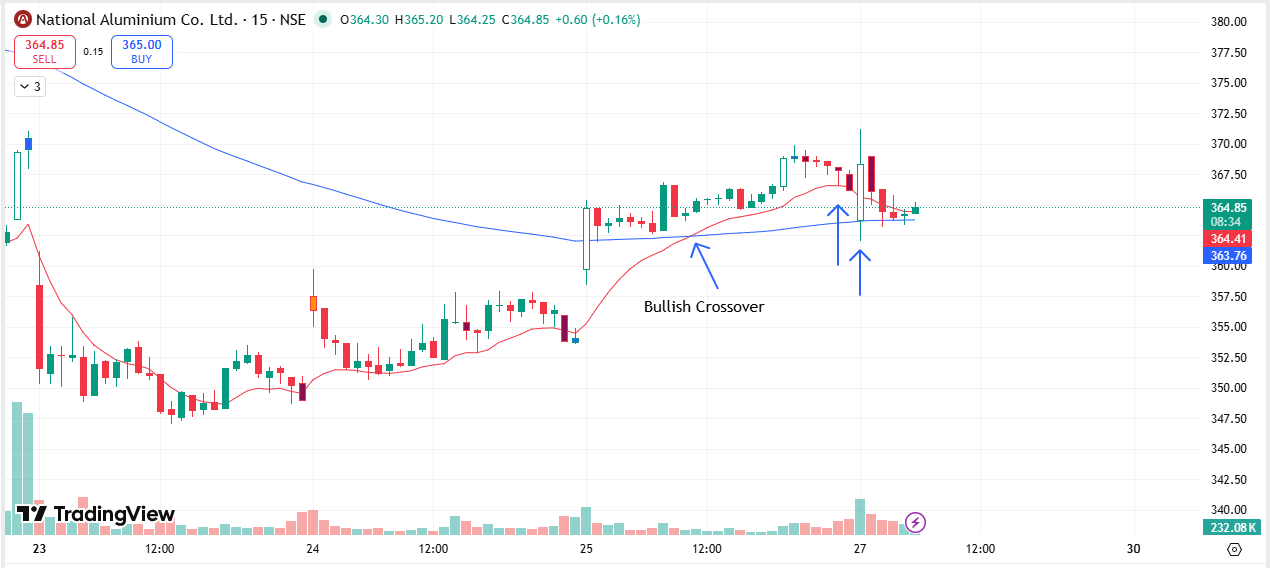 National Aluminium Co. Ltd. · 15 · NSE O364.30 H365.20 L364.25 C364.85 +0.60 (+0.16%)
364.85 0.15 365.00
SELL BUY
3
380.00
377.50
375.00
372.50
370.00
367.50
364.85
08:34
364.41
363.76
360.00
357.50
355.00
352.50
350.00
347.50
345.00
342.50
340.00
232.08K
Bullish Crossover
TradingView
23 12:00 24 12:00 25 12:00 27 12:00 30